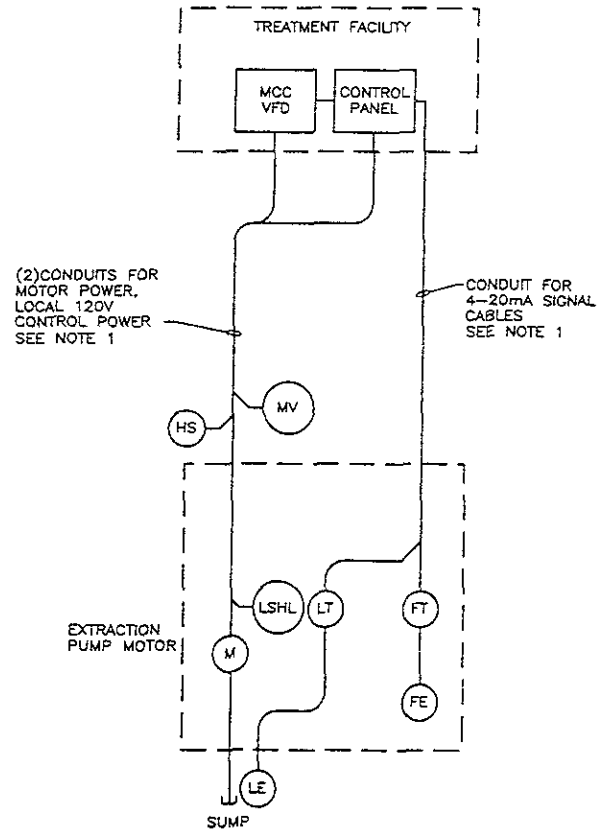 TREATMENT FACILITY
MCC
VFD
CONTROL
PANEL
(2)CONDUITS FOR
MOTOR POWER,
LOCAL 120V
CONTROL POWER
SEE NOTE 1
CONDUIT FOR
4-20mA SIGNAL
CABLES
SEE NOTE 1
MV
HS
LSHL
LT
FT
EXTRACTION
PUMP MOTOR
M
FE
LE
SUMP